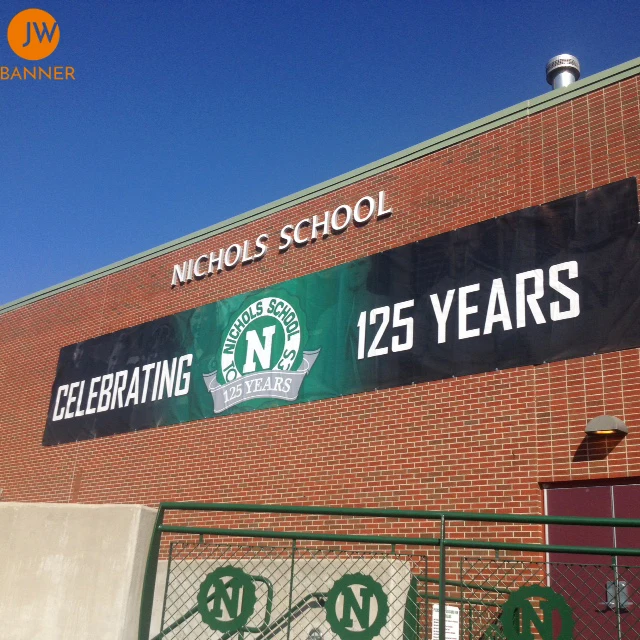 JW
BANNER
NICHOLS SCHOOL
CELEBRATING
NICHOLS SCHOOL
N
125 YEARS
125 YEARS
N
N
N